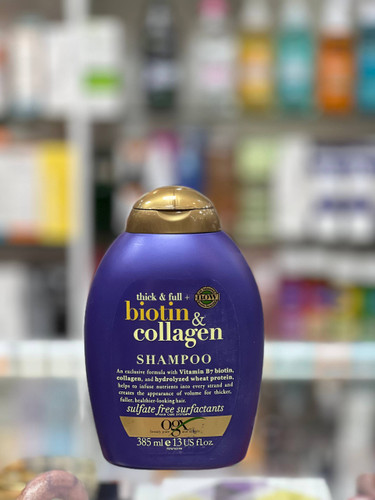 thick & full +
biotin &
collagen
SHAMPOO
An exclusive formula with Vitamin B7 biotin,
collagen, and hydrolyzed wheat protein,
helps to infuse nutrients into every strand and
creates the appearance of volume for thicker,
fuller, healthier-looking hair.
sulfate free surfactants
ogx
385 ml e 13 US fl oz.